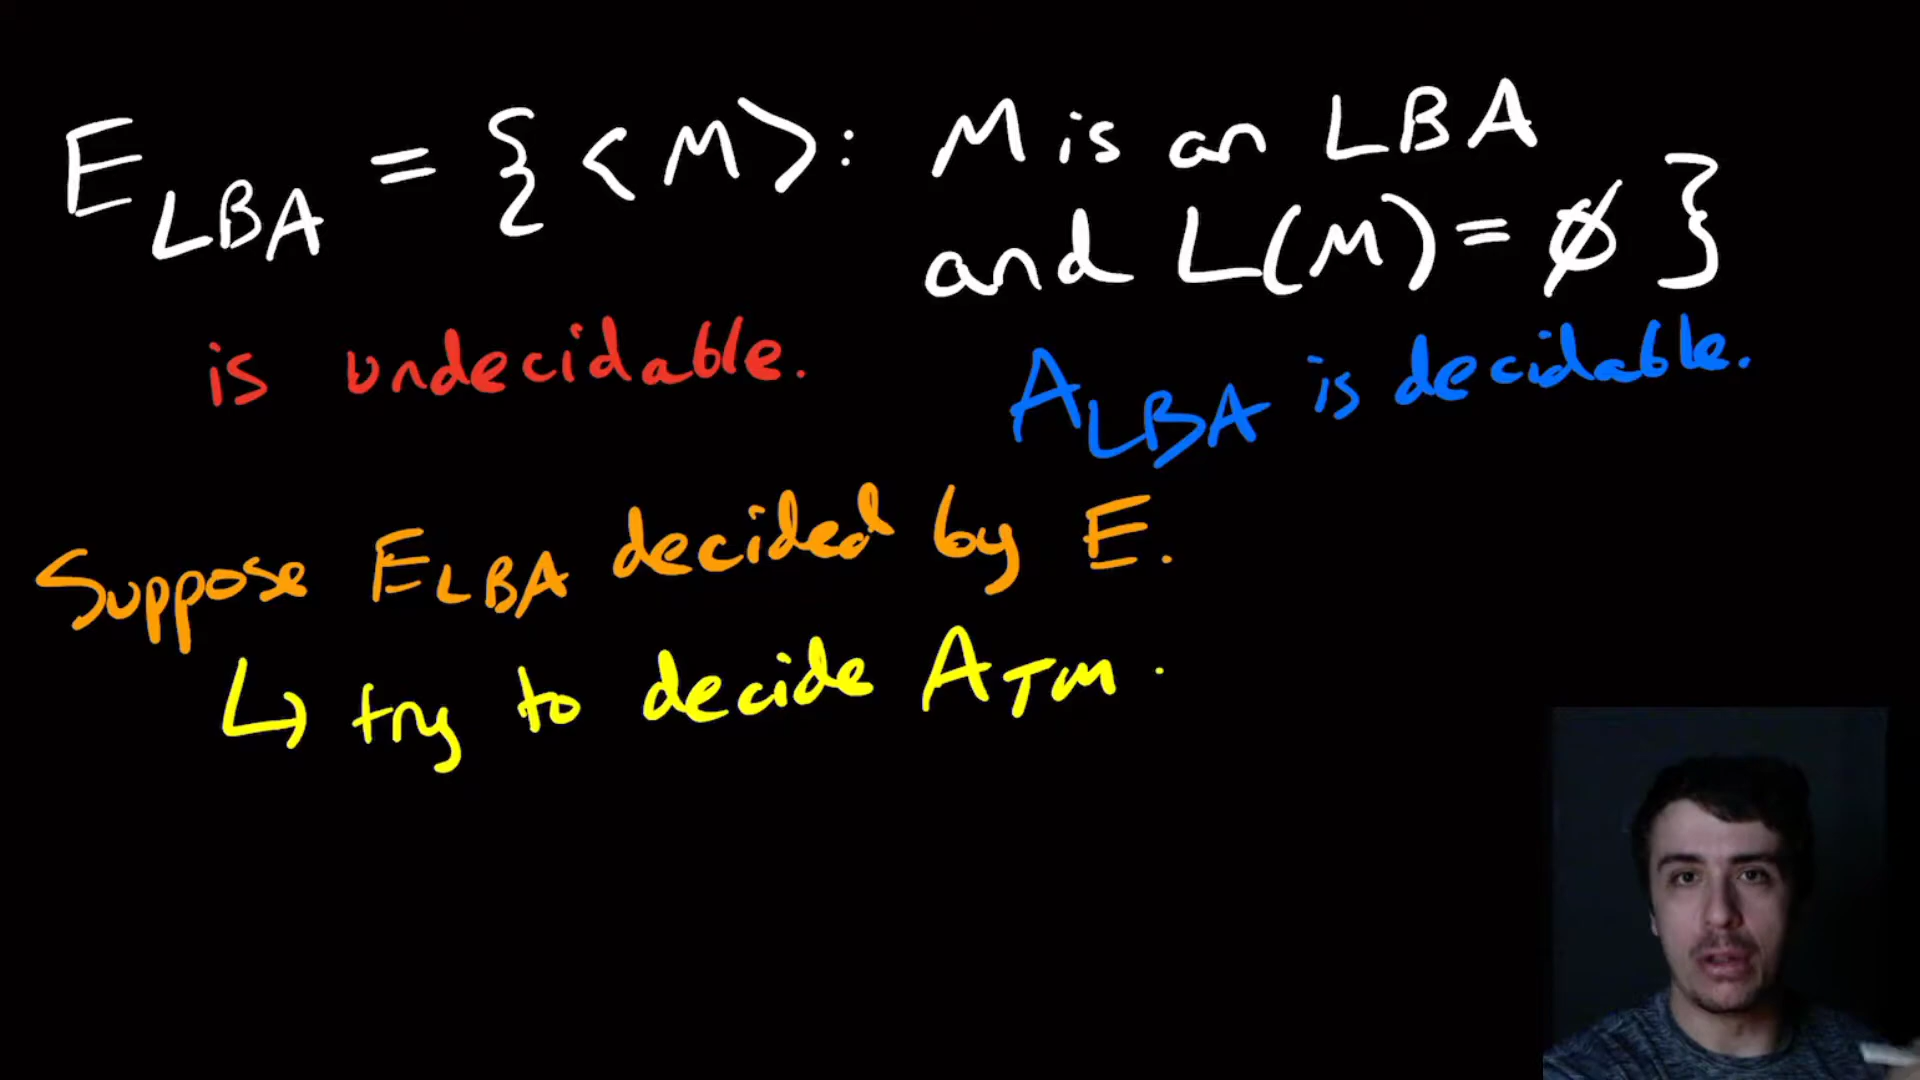 E_LBA = {<M>: M is an LBA
and L(M) = ∅}
is undecidable.
A_LBA is decidable.
Suppose E_LBA decided by E.
↳ try to decide A_TM.